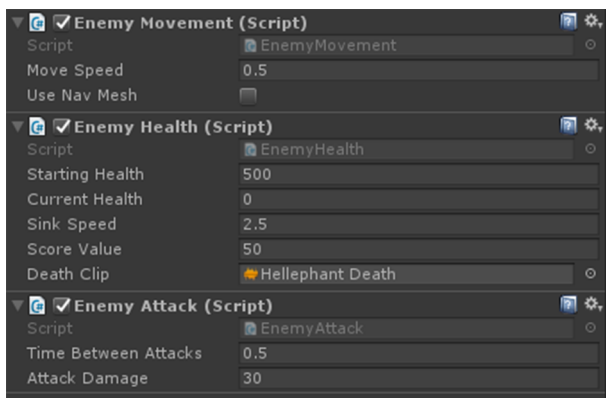 Enemy Movement (Script)
Script EnemyMovement
Move Speed 0.5
Use Nav Mesh
Enemy Health (Script)
Script EnemyHealth
Starting Health 500
Current Health 0
Sink Speed 2.5
Score Value 50
Death Clip Hellephant Death
Enemy Attack (Script)
Script EnemyAttack
Time Between Attacks 0.5
Attack Damage 30